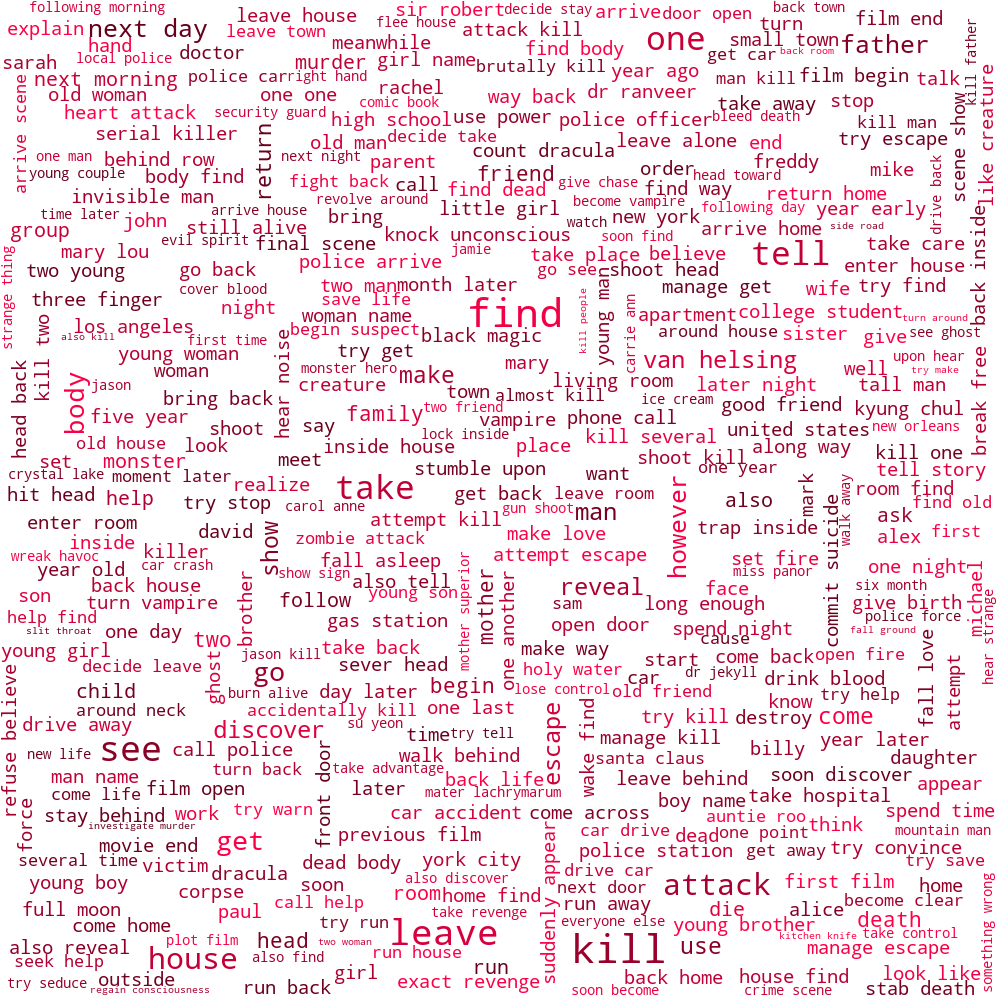 following morning
sir robert
decide stay
arrive
back town
explain
next day
leave house
leave town
flee house
attack kill
door open
turn
film end
hand
local police
doctor
meanwhile
find body
one
get car
small town
back room
father
kill father
sarah
murder
girl name
brutally kill
year ago
man kill
film begin
talk
next morning
police car
right hand
rachel
dr ranveer
old woman
one one
comic book
way back
take away
stop
scene show
like creature
arrive scene
heart attack
security guard
high school
use power
police officer
bleed death
kill man
serial killer
return
old man
decide take
leave alone
end
try escape
one man
behind row
next night
parent
count dracula
order
freddy
mike
young couple
body find
fight back
call
friend
find dead
give chase
find way
head toward
return home
drive back
invisible man
revolve around
little girl
become vampire
time later
john
arrive house
bring
watch
new york
following day
year early
side road
group
still alive
evil spirit
final scene
knock unconscious
soon find
arrive home
back inside
mary lou
jamie
take place
believe
tell
take care
strange thing
two young
go back
police arrive
go see
shoot head
enter house
cover blood
two man
month later
manage get
wife
try find
three finger
night
save life
find
kill people
young man
carrie ann
apartment
college student
turn around
kill two
los angeles
also kill
first time
hear noise
begin suspect
woman name
black magic
around house
sister
give
see ghost
young woman
try get
mary
van helsing
well
upon hear
head back
body
jason
woman
monster hero
creature
make
living room
later night
tall man
try make
break free
bring back
town
almost kill
ice cream
good friend
kyung chul
five year
shoot
say
family
two friend
vampire
phone call
united states
new orleans
old house
look
inside house
lock inside
place
kill several
along way
kill one
set
monster
meet
shoot kill
one year
tell story
crystal lake
moment later
realize
stumble upon
want
room find
hit head
help
try stop
take
get back
leave room
however
also
mark
walk away
find old
carol anne
gun shoot
man
enter room
david
show
attempt kill
make love
trap inside
ask
inside
zombie attack
alex
first
wreak havoc
killer
car crash
fall asleep
attempt escape
set fire
commit suicide
year old
show sign
mother superior
miss panor
one night
back house
brother
also tell
mother
one another
reveal
face
six month
michael
son
turn vampire
follow
young son
sam
long enough
give birth
help find
gas station
open door
police force
slit throat
one day
two
take back
spend night
fall ground
hear strange
young girl
jason kill
make way
cause
fall love
decide leave
ghost
go
sever head
holy water
start
come back
open fire
refuse believe
child
burn alive
day later
begin
lose control
car
dr jekyll
drink blood
attempt
around neck
accidentally kill
one last
old friend
know
try help
drive away
discover
su yeon
escape
wake find
try kill
destroy
come
new life
see
call police
time
try tell
manage kill
year later
front door
walk behind
billy
daughter
man name
turn back
take advantage
santa claus
come life
film open
later
back life
leave behind
soon discover
appear
force
mater lachrymarum
boy name
take hospital
stay behind
work
try warn
car accident
come across
auntie roo
spend time
investigate murder
previous film
car drive
dead
one point
think
mountain man
movie end
get
suddenly appear
police station
get away
try convince
several time
victim
dead body
york city
drive car
try save
dracula
also discover
young boy
corpse
soon
room
home find
next door
attack
first film
home
something wrong
full moon
paul
call help
take revenge
run away
die
alice
become clear
come home
try run
leave
everyone else
young brother
death
also reveal
plot film
head
two woman
kitchen knife
take control
seek help
house
also find
run house
kill
use
manage escape
try seduce
outside
girl
run
back home
house find
look like
regain consciousness
run back
exact revenge
soon become
crime scene
stab death